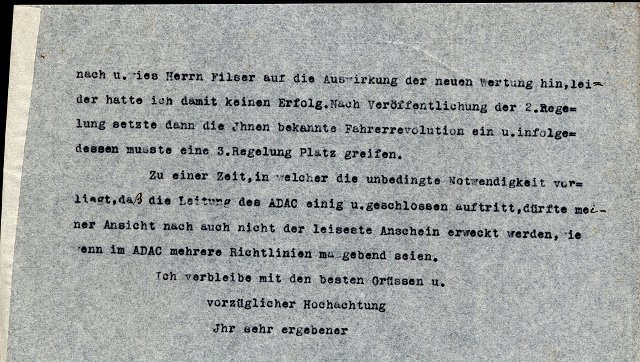 nach u. wies Herrn Filser auf die Auswirkung der neuen Wertung hin,lei=
der hatte ich damit keinen Erfolg.Nach Veröffentlichung der 2.Rege=
lung setzte dann die Jhnen bekannte Fahrerrevolution ein u.infolge=
dessen musste eine 3.Regelung Platz greifen.
Zu einer Zeit,in welcher die unbedingte Notwendigkeit vor=
liegt,daß die Leitung des ADAC einig u.geschlossen auftritt,dürfte mei-
ner Ansicht nach auch nicht der leiseste Anschein erweckt werden, wie
wenn im ADAC mehrere Richtlinien massgebend seien.
Ich verbleibe mit den besten Grüssen u.
vorzüglicher Hochachtung
Jhr sehr ergebener